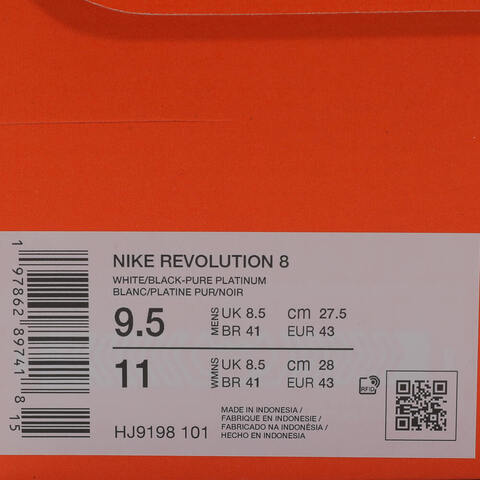 NIKE REVOLUTION 8
WHITE/BLACK-PURE PLATINUM
BLANC/PLATINE PUR/NOIR
9.5 MENS UK 8.5 cm 27.5
BR 41 EUR 43
11 WMNS UK 8.5 cm 28
BR 41 EUR 43
HJ9198 101
MADE IN INDONESIA /
FABRIQUE EN INDONESIE /
FABRICADO NA INDONÉSIA /
HECHO EN INDONESIA
RFID
1 97862 89741 8 15